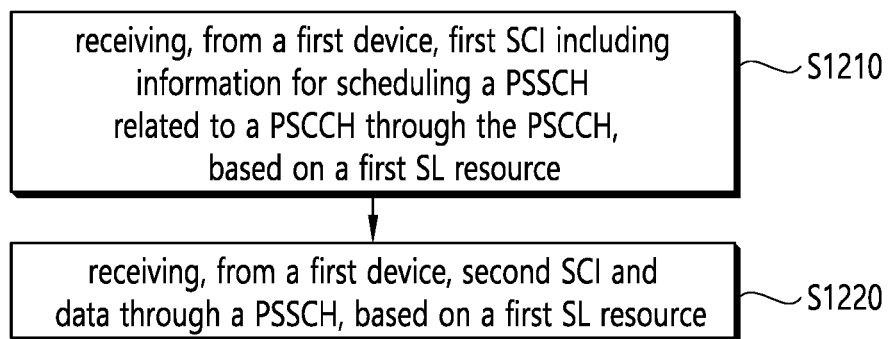 receiving, from a first device, first SCI including
information for scheduling a PSSCH
related to a PSCCH through the PSCCH,
based on a first SL resource
S1210
receiving, from a first device, second SCI and
data through a PSSCH, based on a first SL resource
S1220